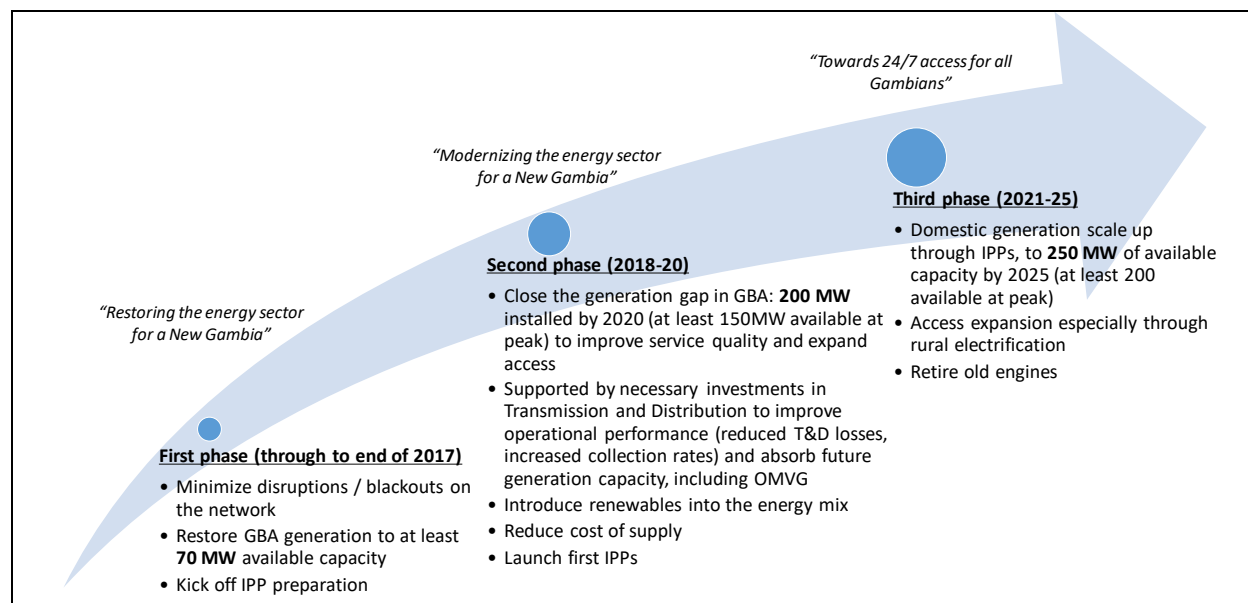 “Restoring the energy sector
for a New Gambia”
First phase (through to end of 2017)
• Minimize disruptions / blackouts on
the network
• Restore GBA generation to at least
70 MW available capacity
• Kick off IPP preparation
“Modernizing the energy sector
for a New Gambia”
Second phase (2018-20)
• Close the generation gap in GBA: 200 MW
installed by 2020 (at least 150MW available at
peak) to improve service quality and expand
access
• Supported by necessary investments in
Transmission and Distribution to improve
operational performance (reduced T&D losses,
increased collection rates) and absorb future
generation capacity, including OMVG
• Introduce renewables into the energy mix
• Reduce cost of supply
• Launch first IPPs
“Towards 24/7 access for all
Gambians”
Third phase (2021-25)
• Domestic generation scale up
through IPPs, to 250 MW of available
capacity by 2025 (at least 200
available at peak)
• Access expansion especially through
rural electrification
• Retire old engines